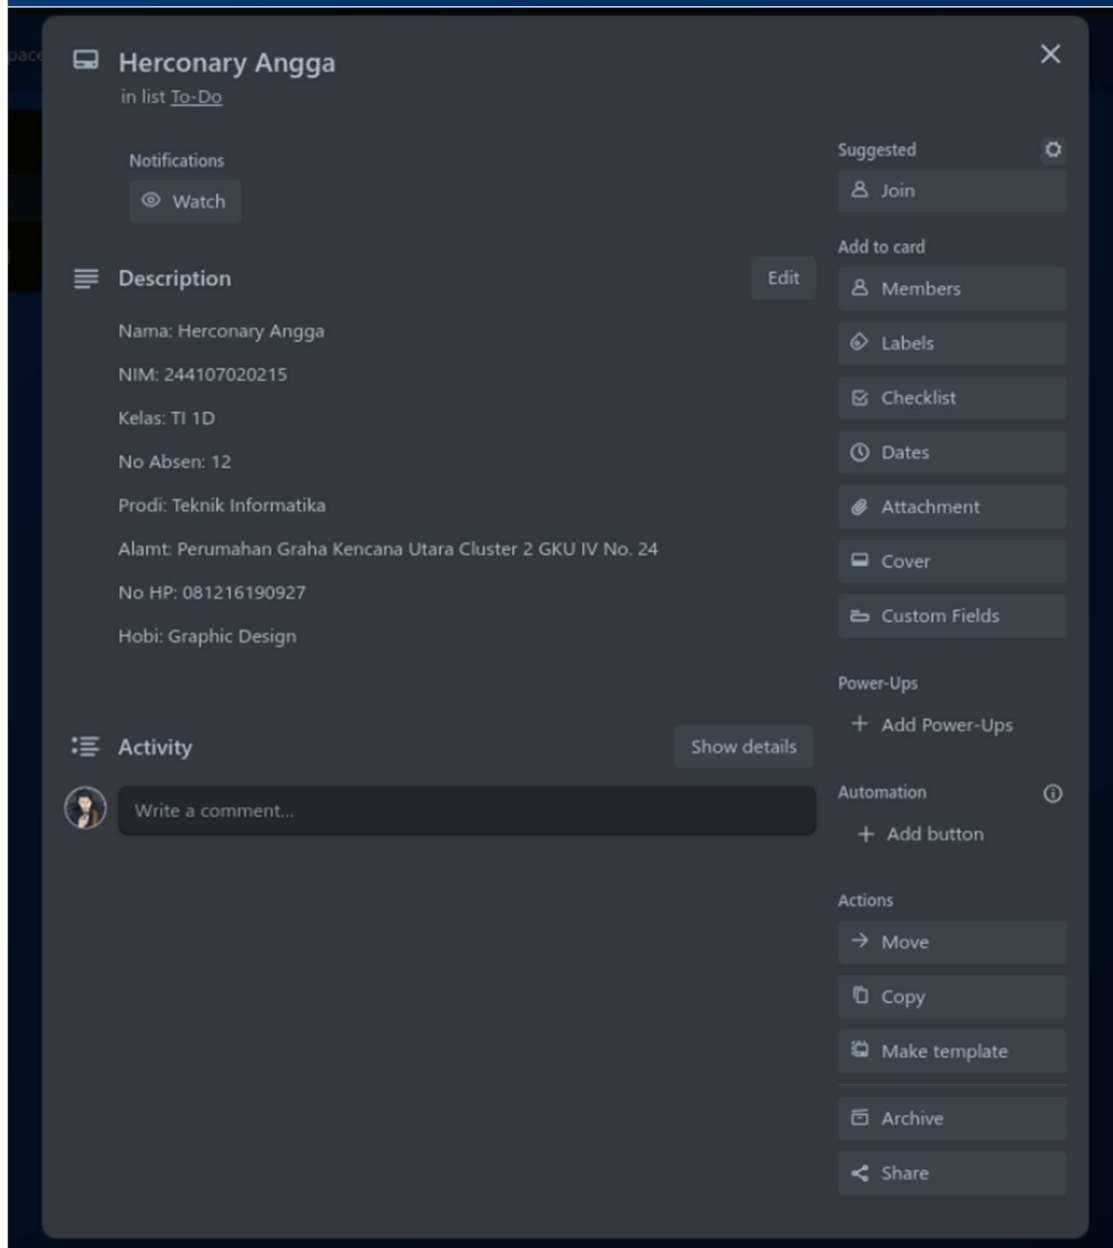 Herconary Angga
in list To-Do
Notifications
Watch
Description
Edit
Nama: Herconary Angga
NIM: 244107020215
Kelas: TI 1D
No Absen: 12
Prodi: Teknik Informatika
Alamt: Perumahan Graha Kencana Utara Cluster 2 GKU IV No. 24
No HP: 081216190927
Hobi: Graphic Design
Activity
Show details
Write a comment...
Suggested
Join
Add to card
Members
Labels
Checklist
Dates
Attachment
Cover
Custom Fields
Power-Ups
+ Add Power-Ups
Automation
+ Add button
Actions
Move
Copy
Make template
Archive
Share